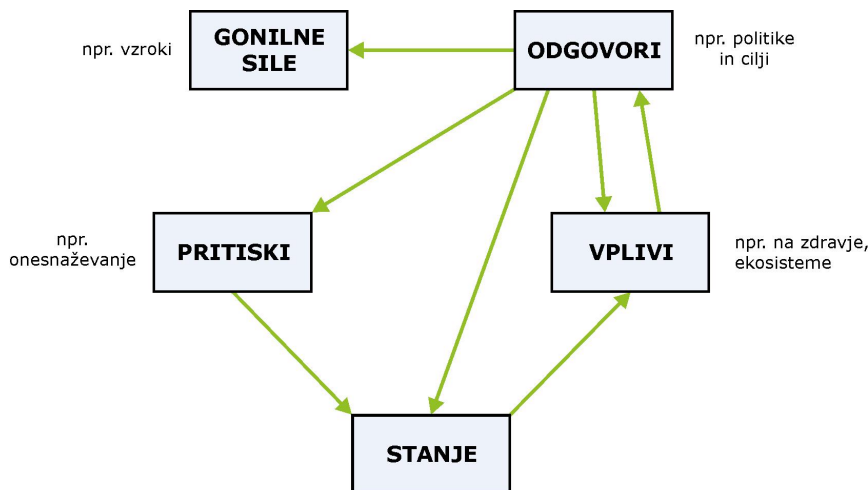 npr. vzroki
GONILNE
SILE
ODGOVORI
npr. politike
in cilji
npr.
onesnaževanje
PRITISKI
VPLIVI
npr. na zdravje,
ekosisteme
STANJE